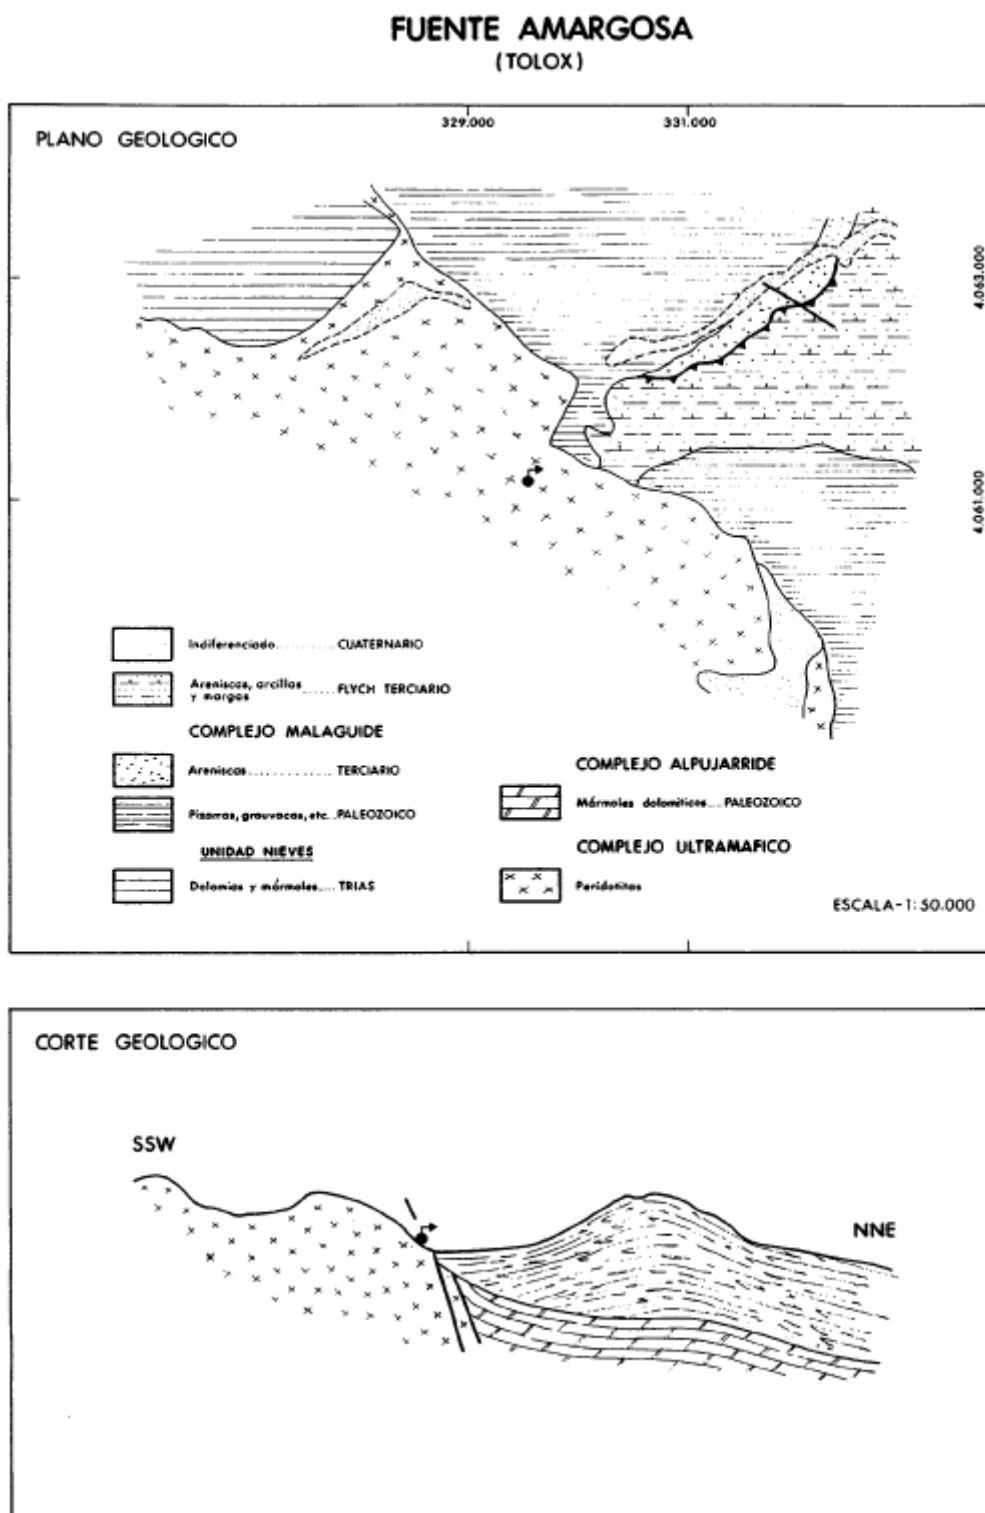 FUENTE AMARGOSA
(TOLOX)
329.000
331.000
PLANO GEOLOGICO
4.063.000
4.061.000
Indiferenciado.......... CUATERNARIO
Areniscas, arcillas
y margas ...... FLYCH TERCIARIO
COMPLEJO MALAGUIDE
Areniscas............ TERCIARIO
Pizarras, grauvacas, etc.. PALEOZOICO
UNIDAD NIEVES
Dolomias y mármoles.... TRIAS
COMPLEJO ALPUJARRIDE
Mármoles dolomíticos... PALEOZOICO
COMPLEJO ULTRAMAFICO
Peridotitas
ESCALA-1:50.000
CORTE GEOLOGICO
SSW
NNE